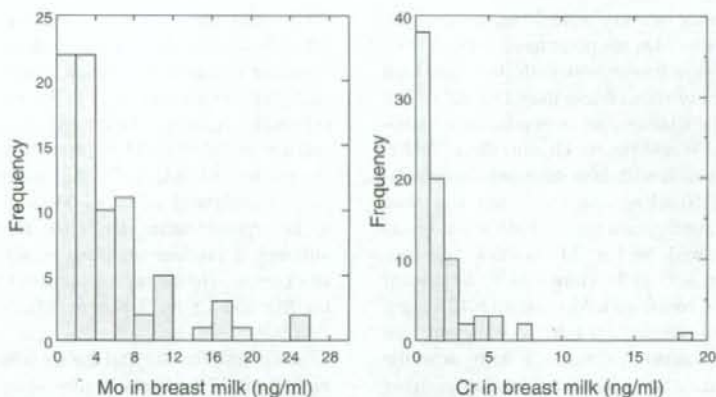 25
20
15
10
5
0
Frequency
0 4 8 12 16 20 24 28
Mo in breast milk (ng/ml)
40
30
20
10
0
Frequency
0 5 10 15 20
Cr in breast milk (ng/ml)